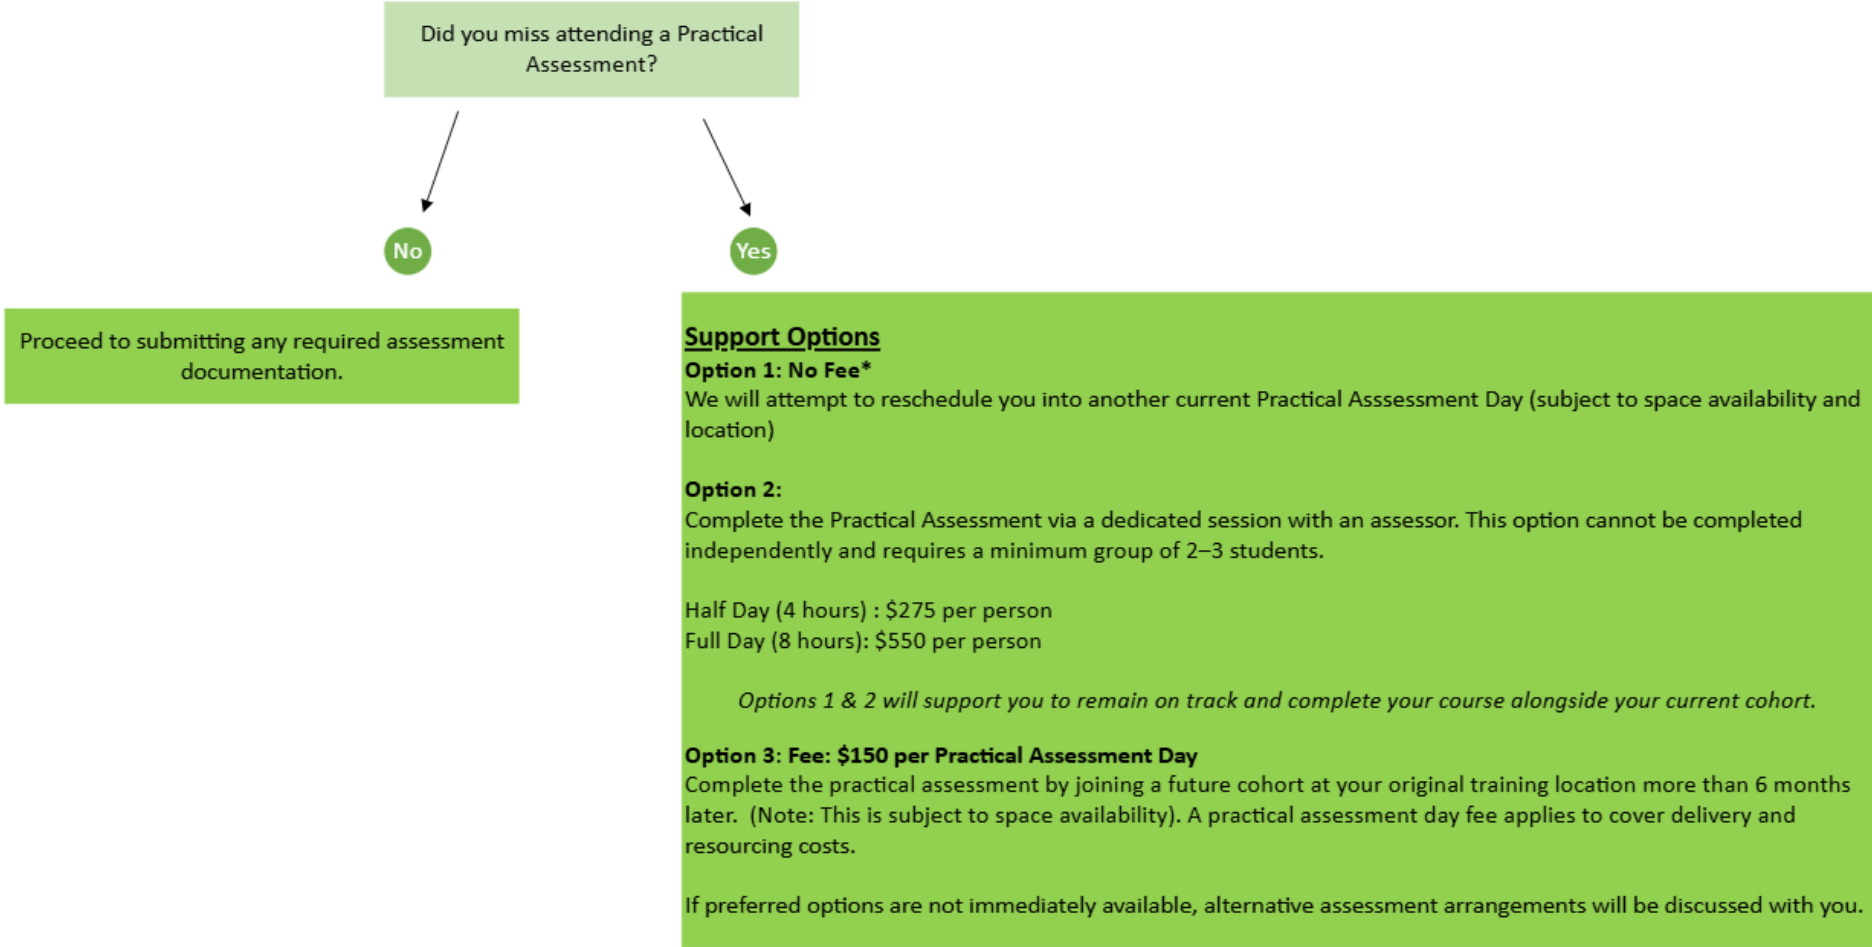 Did you miss attending a Practical
Assessment?
No
Yes
Proceed to submitting any required assessment
documentation.
Support Options
Option 1: No Fee*
We will attempt to reschedule you into another current Practical Asssessment Day (subject to space availability and
location)
Option 2:
Complete the Practical Assessment via a dedicated session with an assessor. This option cannot be completed
independently and requires a minimum group of 2–3 students.
Half Day (4 hours) : $275 per person
Full Day (8 hours): $550 per person
Options 1 & 2 will support you to remain on track and complete your course alongside your current cohort.
Option 3: Fee: $150 per Practical Assessment Day
Complete the practical assessment by joining a future cohort at your original training location more than 6 months
later. (Note: This is subject to space availability). A practical assessment day fee applies to cover delivery and
resourcing costs.
If preferred options are not immediately available, alternative assessment arrangements will be discussed with you.